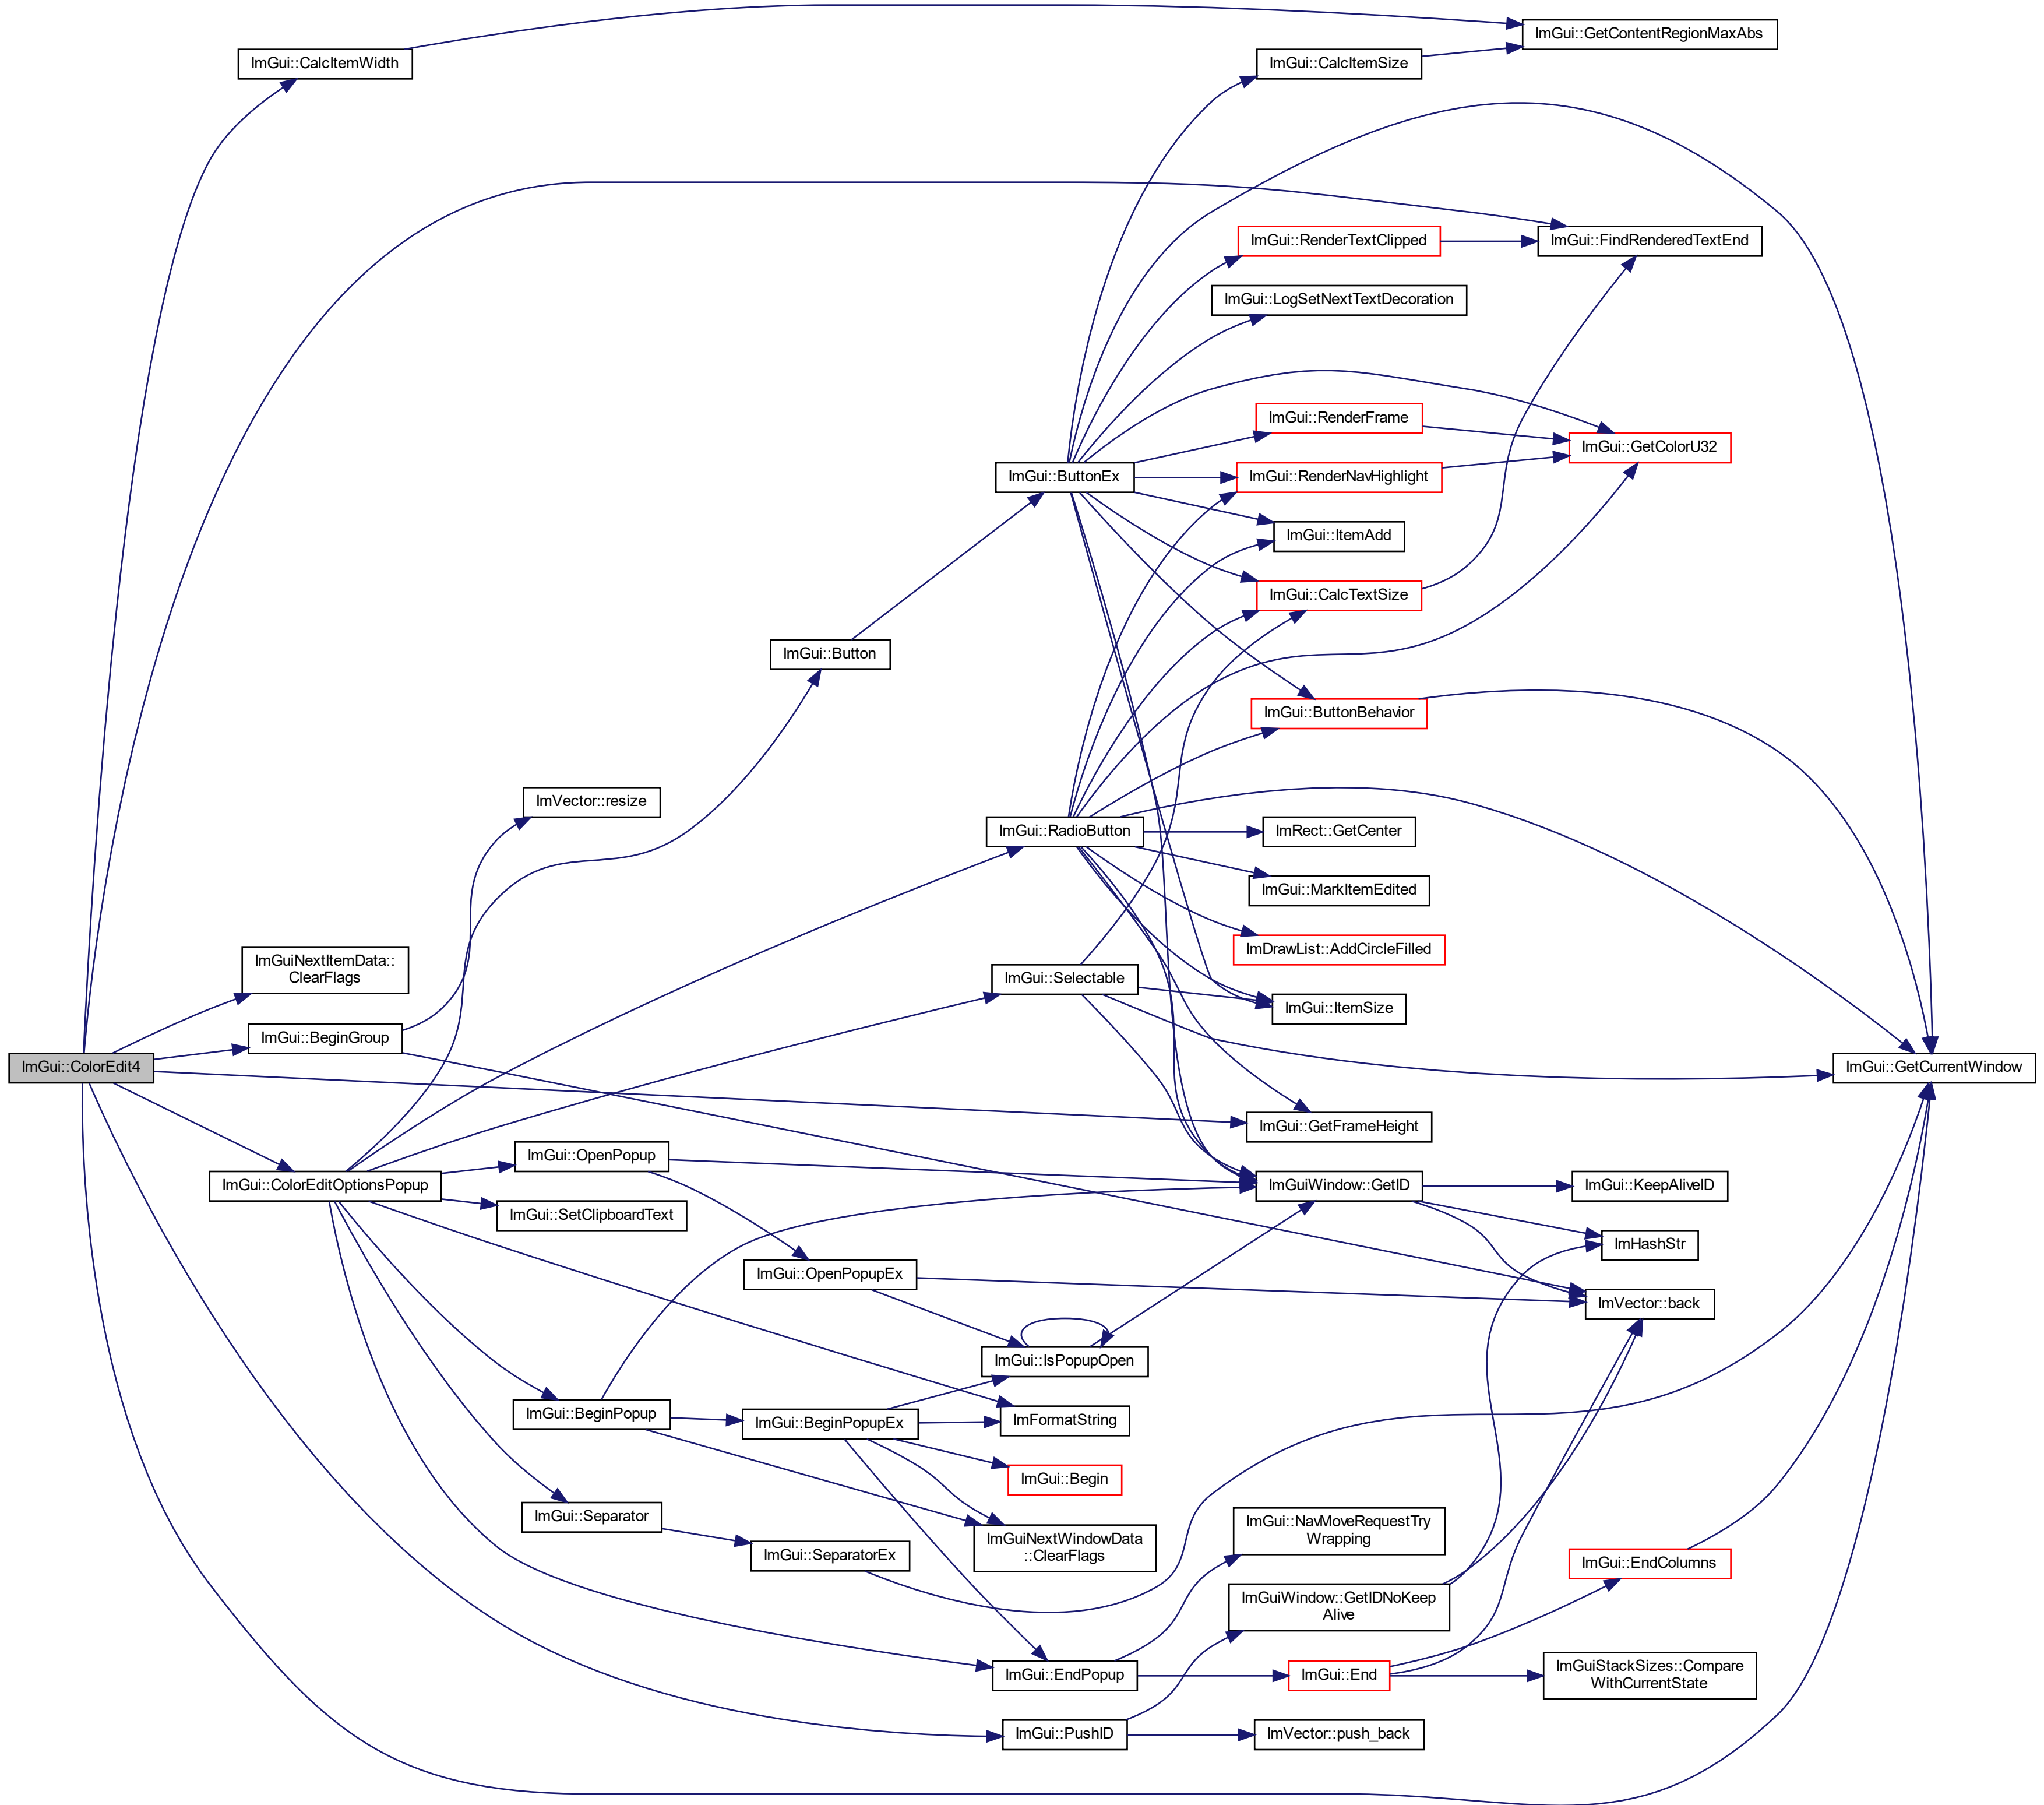 ImGui::GetContentRegionMaxAbs
ImGui::CalcItemWidth
ImGui::CalcItemSize
ImGui::RenderTextClipped
ImGui::FindRenderedTextEnd
ImGui::LogSetNextTextDecoration
ImGui::RenderFrame
ImGui::GetColorU32
ImGui::ButtonEx
ImGui::RenderNavHighlight
ImGui::ItemAdd
ImGui::CalcTextSize
ImGui::Button
ImGui::ButtonBehavior
ImVector::resize
ImGui::RadioButton
ImRect::GetCenter
ImGui::MarkItemEdited
ImDrawList::AddCircleFilled
ImGuiNextItemData::
ClearFlags
ImGui::Selectable
ImGui::ItemSize
ImGui::BeginGroup
ImGui::ColorEdit4
ImGui::GetCurrentWindow
ImGui::GetFrameHeight
ImGui::OpenPopup
ImGui::ColorEditOptionsPopup
ImGuiWindow::GetID
ImGui::KeepAliveID
ImGui::SetClipboardText
ImHashStr
ImGui::OpenPopupEx
ImVector::back
ImGui::IsPopupOpen
ImGui::BeginPopup
ImGui::BeginPopupEx
ImFormatString
ImGui::Begin
ImGui::Separator
ImGuiNextWindowData
::ClearFlags
ImGui::NavMoveRequestTry
Wrapping
ImGui::SeparatorEx
ImGui::EndColumns
ImGuiWindow::GetIDNoKeep
Alive
ImGui::EndPopup
ImGui::End
ImGuiStackSizes::Compare
WithCurrentState
ImGui::PushID
ImVector::push_back